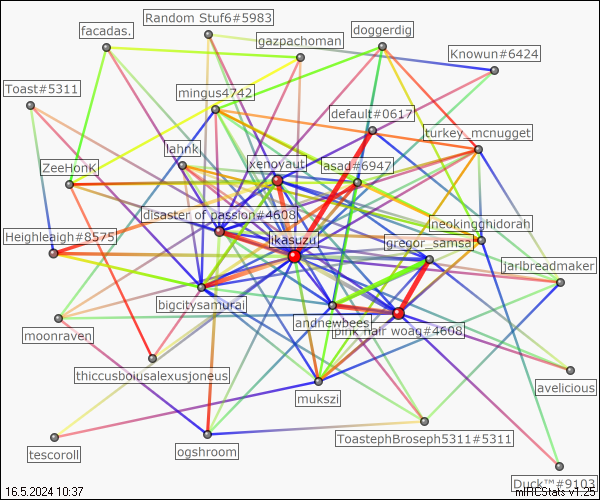 Random Stuf6#5983
facadas.
doggerdig
gazpachoman
Knowun#6424
Toast#5311
mingus4742
default#0617
turkey_mcnugget
lahnk
xenoyaut
asad#6947
ZeeHonK
disaster of passion#4608
neokingghidorah
Heighleaigh#8575
ikasuzu
gregor_samsa
jarlbreadmaker
bigcitysamurai
andnewbees
pink hair woag#4608
moonraven
thiccusboiusalexusjoneus
avelicious
mukszi
ToastephBroseph5311#5311
tescoroll
ogshroom
Duck™#9103
16.5.2024 10:37
mIRCStats v1.25